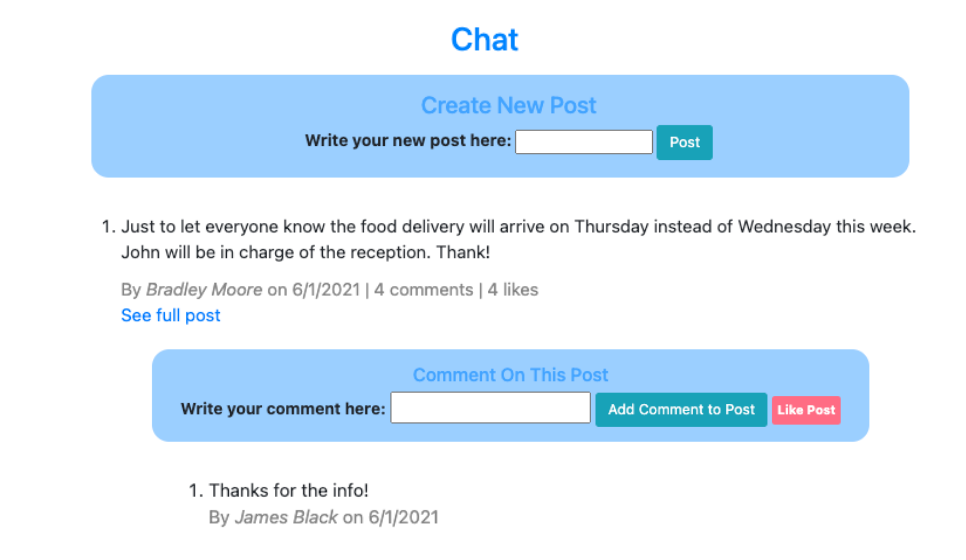 Chat
Create New Post
Write your new post here: Post
1. Just to let everyone know the food delivery will arrive on Thursday instead of Wednesday this week.
John will be in charge of the reception. Thank!
By Bradley Moore on 6/1/2021 | 4 comments | 4 likes
See full post
Comment On This Post
Write your comment here: Add Comment to Post Like Post
1. Thanks for the info!
By James Black on 6/1/2021